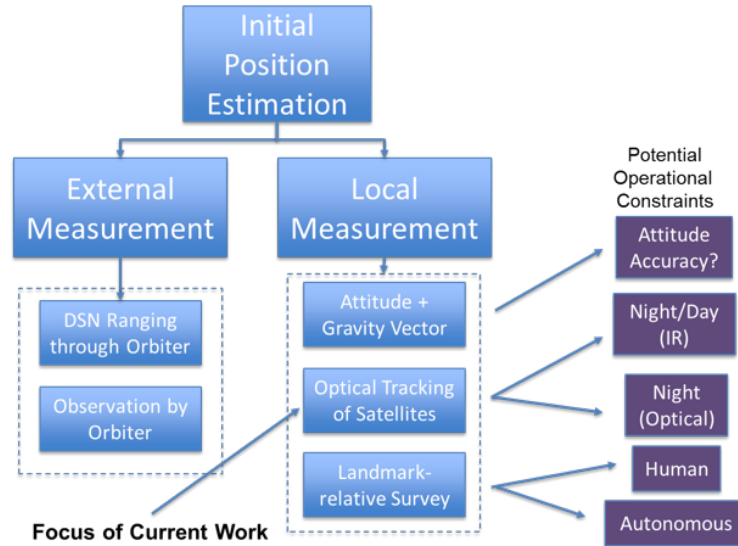 Initial
Position
Estimation
External
Measurement
Local
Measurement
Potential
Operational
Constraints
DSN Ranging
through Orbiter
Observation by
Orbiter
Attitude +
Gravity Vector
Optical Tracking
of Satellites
Landmark-
relative Survey
Attitude
Accuracy?
Night/Day
(IR)
Night
(Optical)
Human
Autonomous
Focus of Current Work